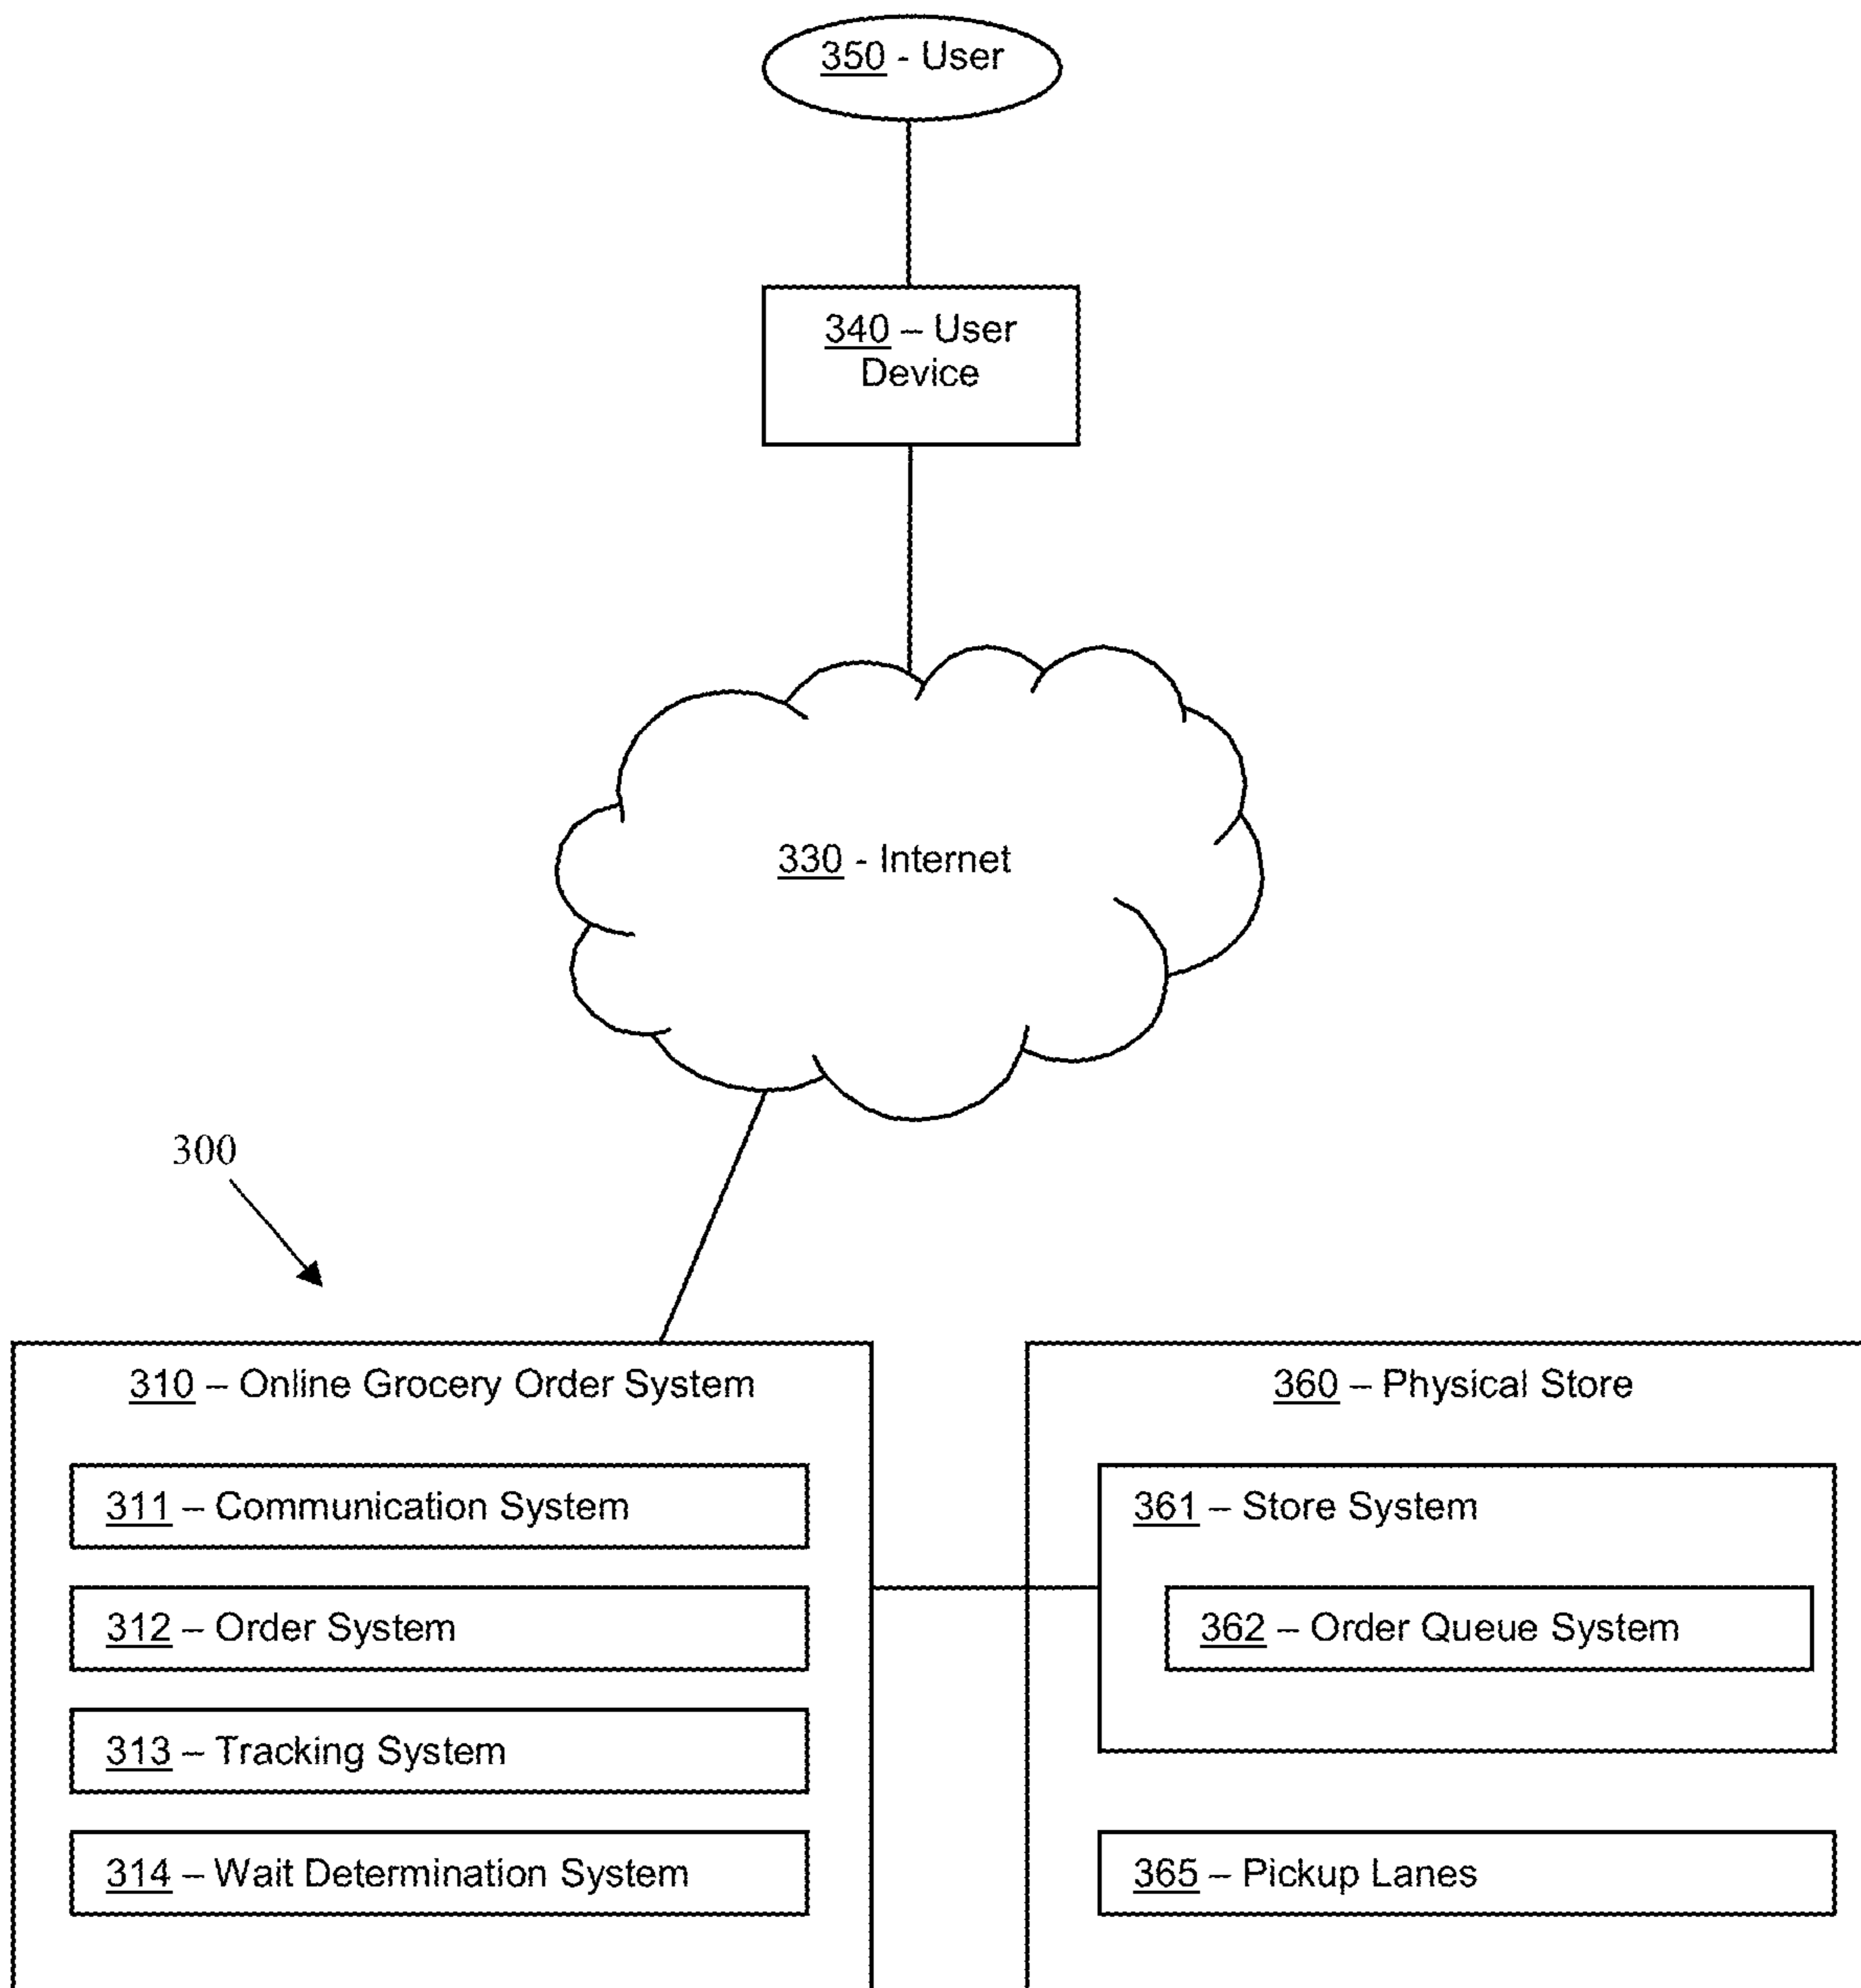 350 - User
340 – User
Device
330 - Internet
300
310 – Online Grocery Order System
311 – Communication System
312 – Order System
313 – Tracking System
314 – Wait Determination System
360 – Physical Store
361 – Store System
362 – Order Queue System
365 – Pickup Lanes